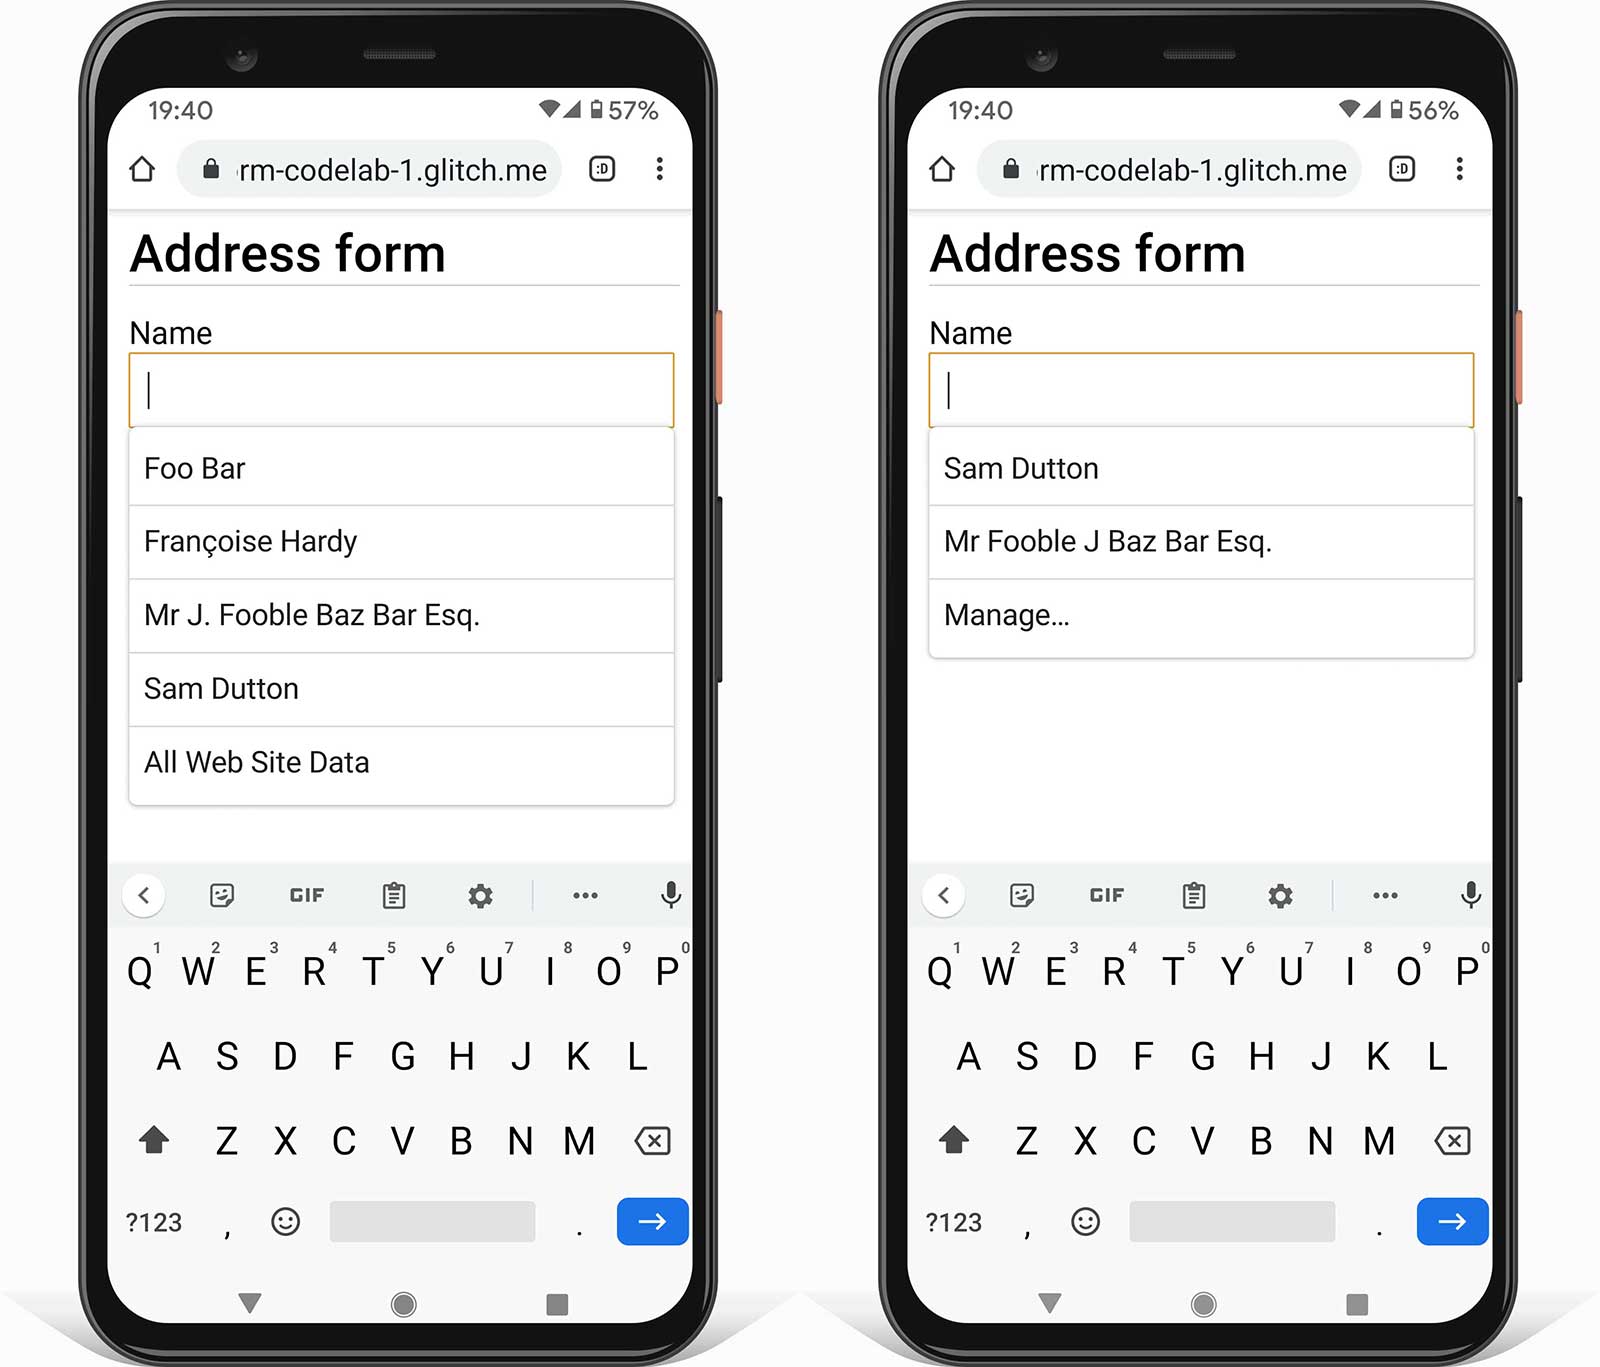 19:40 57%
rm-codelab-1.glitch.me :D
Address form
Name
Foo Bar
Françoise Hardy
Mr J. Fooble Baz Bar Esq.
Sam Dutton
All Web Site Data
GIF
1 2 3 4 5 6 7 8 9 0
Q W E R T Y U I O P
A S D F G H J K L
Z X C V B N M
?123 , .
19:40 56%
rm-codelab-1.glitch.me :D
Address form
Name
Sam Dutton
Mr Fooble J Baz Bar Esq.
Manage...
GIF
1 2 3 4 5 6 7 8 9 0
Q W E R T Y U I O P
A S D F G H J K L
Z X C V B N M
?123 , .